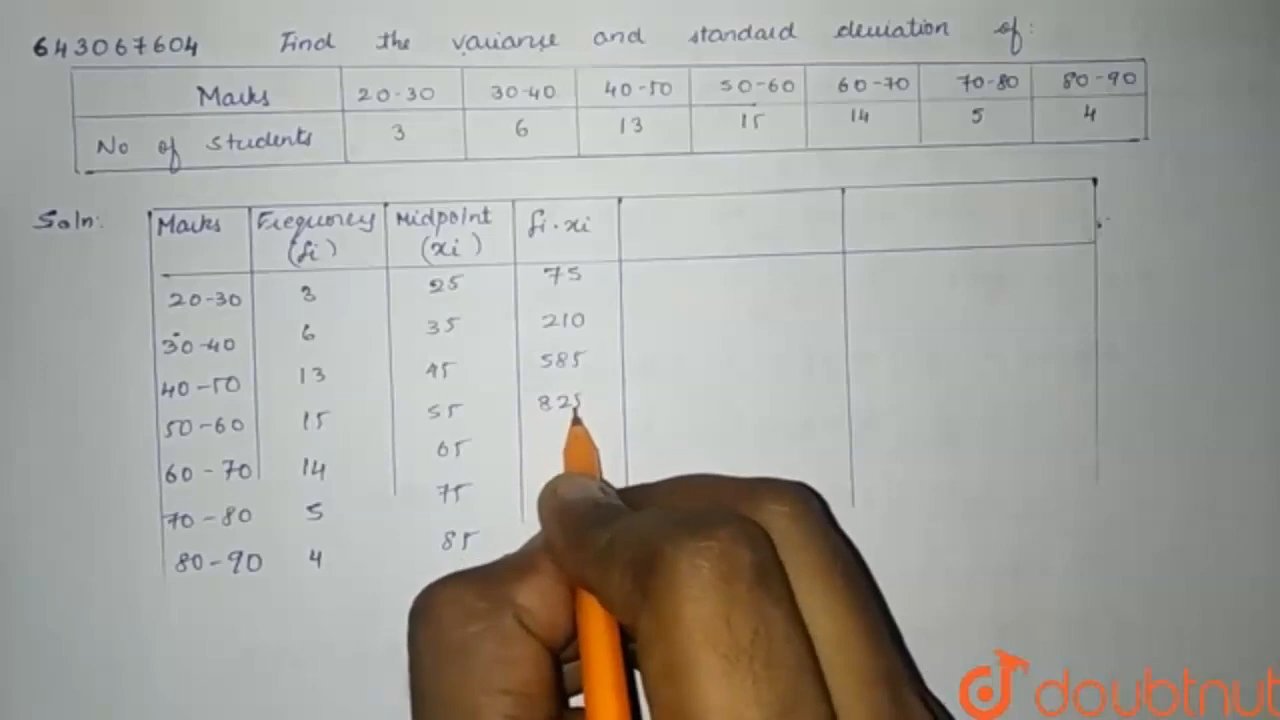 643067604 Find the varianse and standard deviation of:
Marks 20-30 30-40 40-50 50-60 60-70 70-80 80-90
No of students 3 6 13 15 14 5 4
Soln: Marks Frequency (fi) Midpoint (xi) fi·xi
20-30 3 25 75
30-40 6 35 210
40-50 13 45 585
50-60 15 55 825
60-70 14 65
70-80 5 75
80-90 4 85
doubtnut